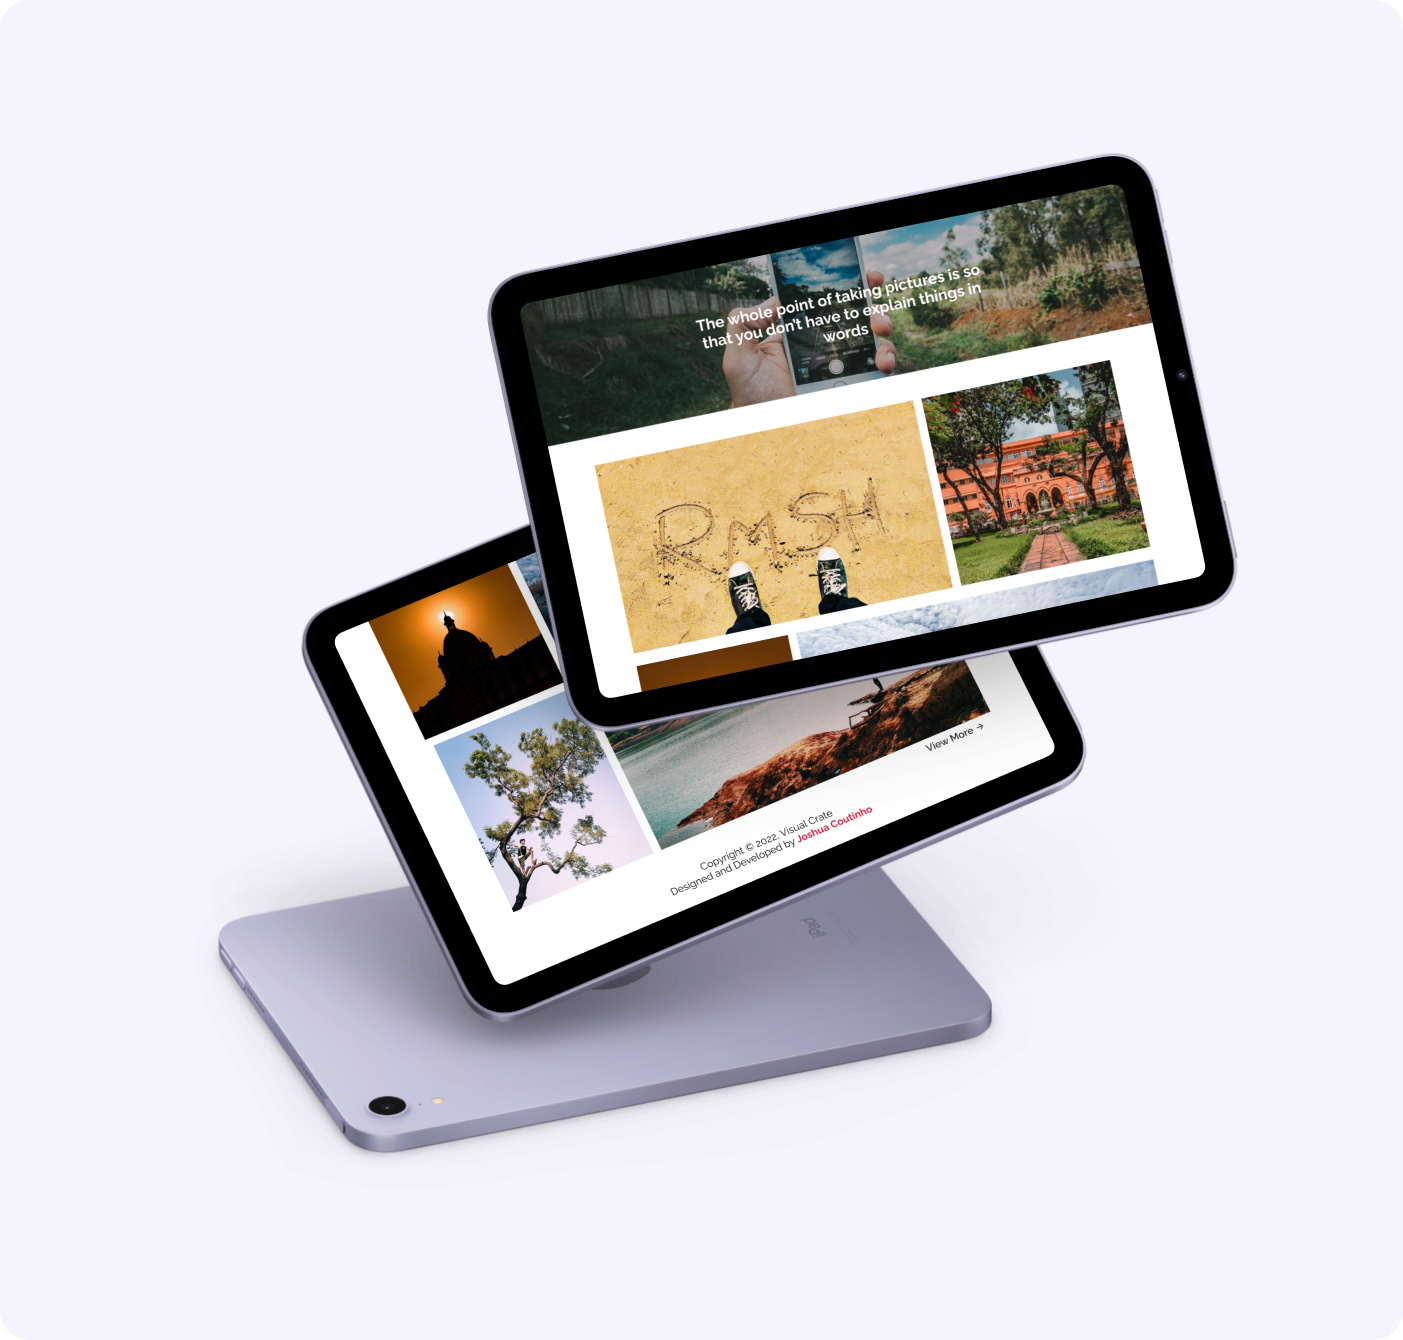 The whole point of taking pictures is so
that you don't have to explain things in
words
RMSH
View More →
Copyright © 2022, Visual Crate
Designed and Developed by Joshua Coutinho
iPad